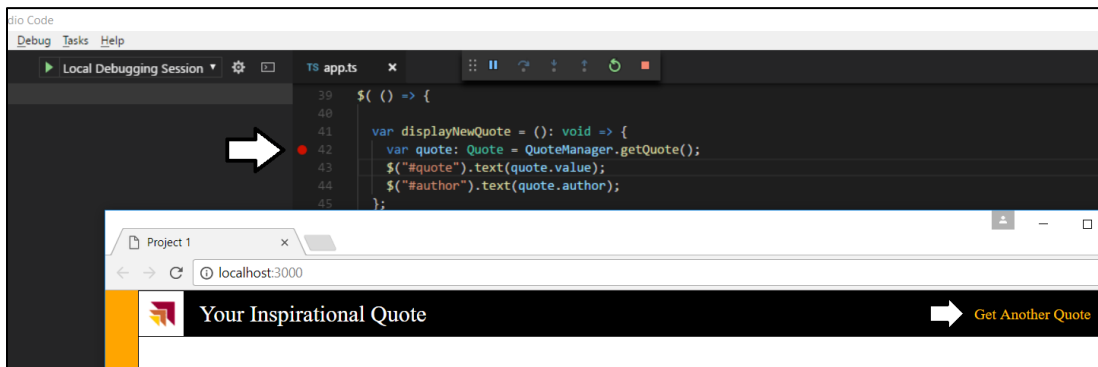 dio Code
Debug Tasks Help
Local Debugging Session
TS app.ts
39 $( () => {
40
41 var displayNewQuote = (): void => {
42 var quote: Quote = QuoteManager.getQuote();
43 $("#quote").text(quote.value);
44 $("#author").text(quote.author);
45 };
Project 1
localhost:3000
Your Inspirational Quote
Get Another Quote